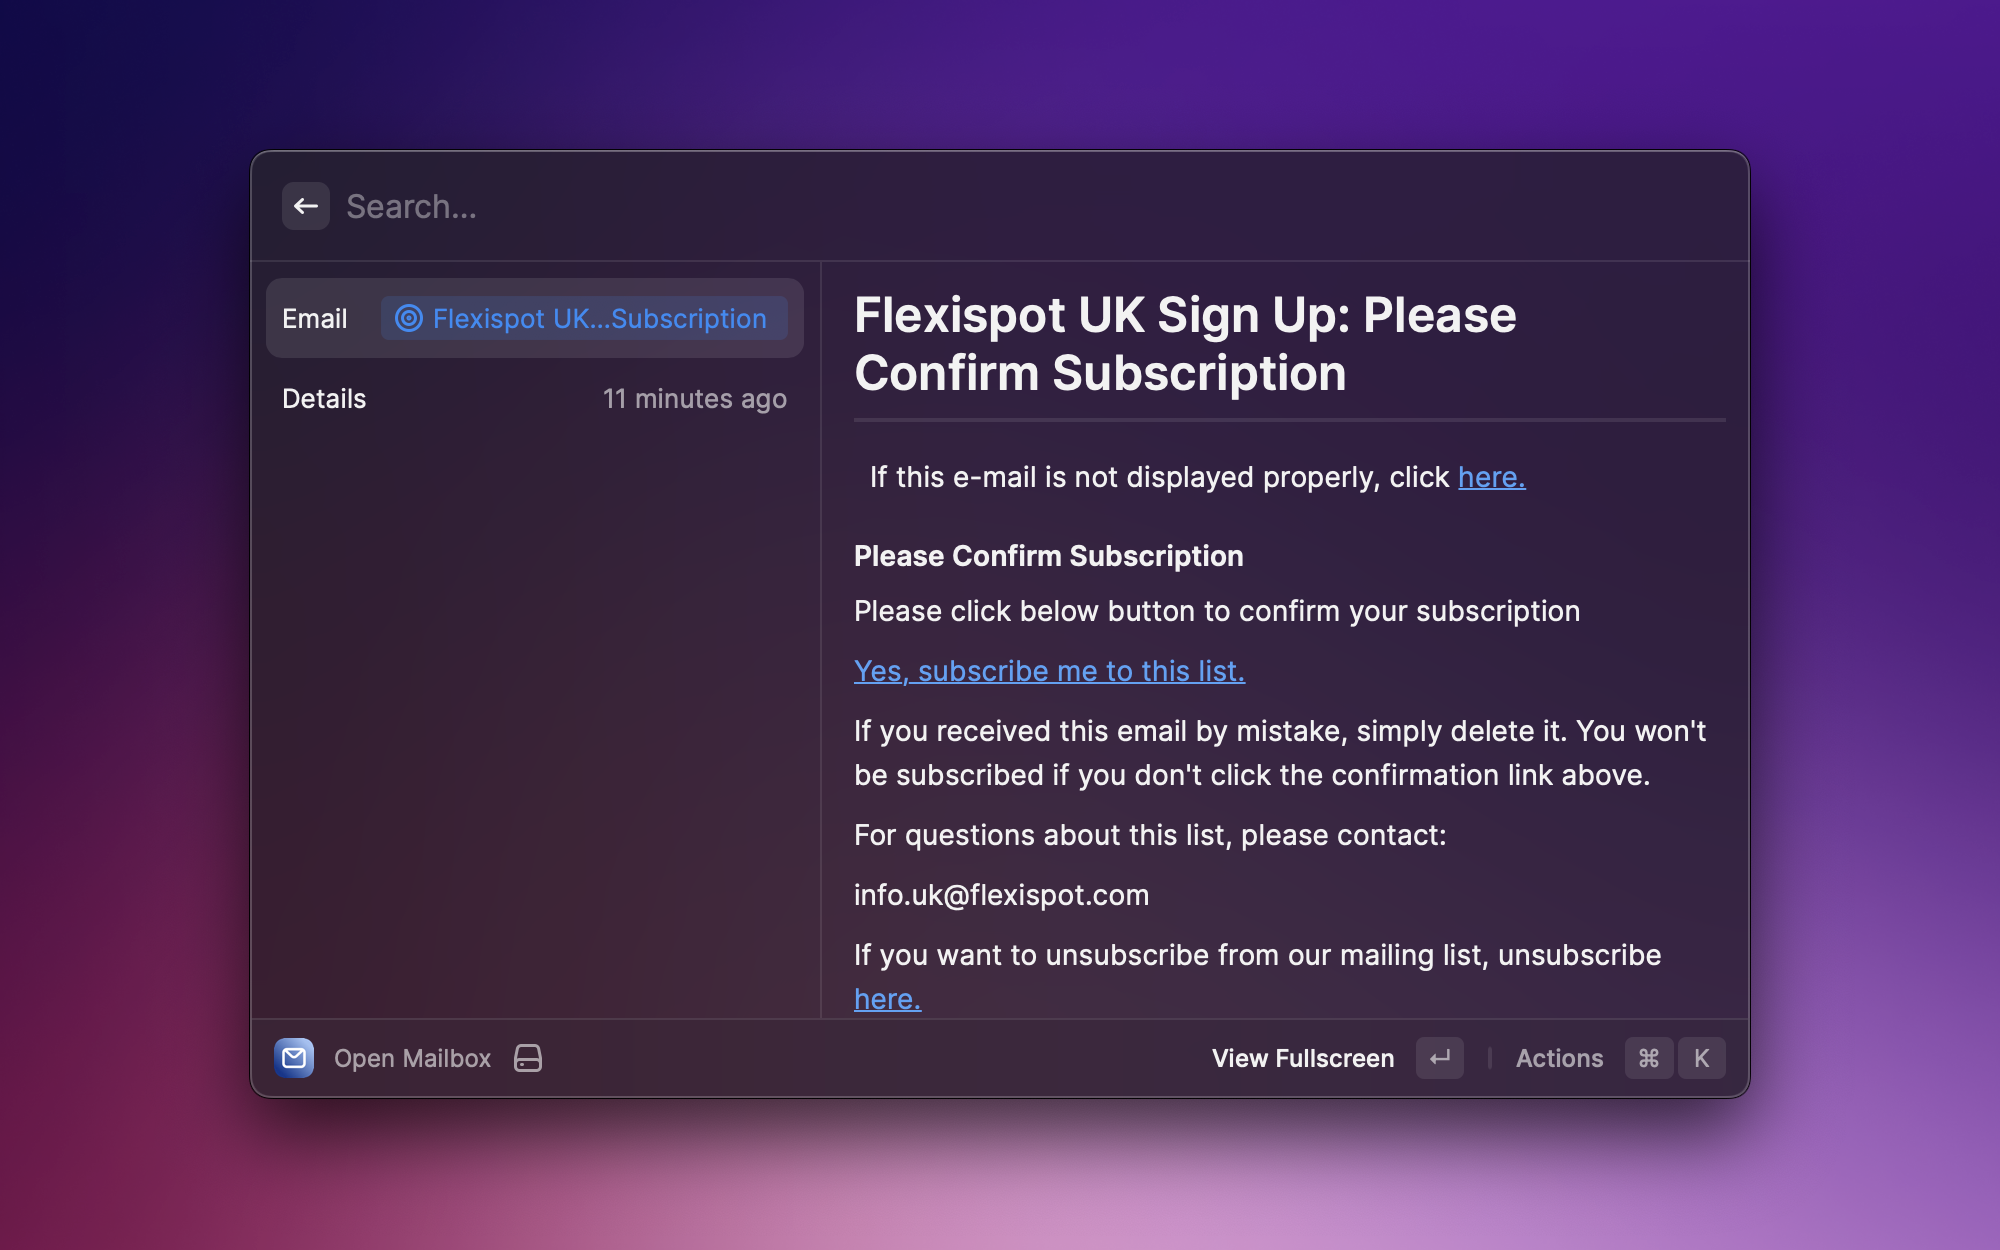 Search...
Email
Flexispot UK...Subscription
Details
11 minutes ago
Flexispot UK Sign Up: Please
Confirm Subscription
If this e-mail is not displayed properly, click here.
Please Confirm Subscription
Please click below button to confirm your subscription
Yes, subscribe me to this list.
If you received this email by mistake, simply delete it. You won't
be subscribed if you don't click the confirmation link above.
For questions about this list, please contact:
info.uk@flexispot.com
If you want to unsubscribe from our mailing list, unsubscribe
here.
Open Mailbox
View Fullscreen
Actions
⌘ K